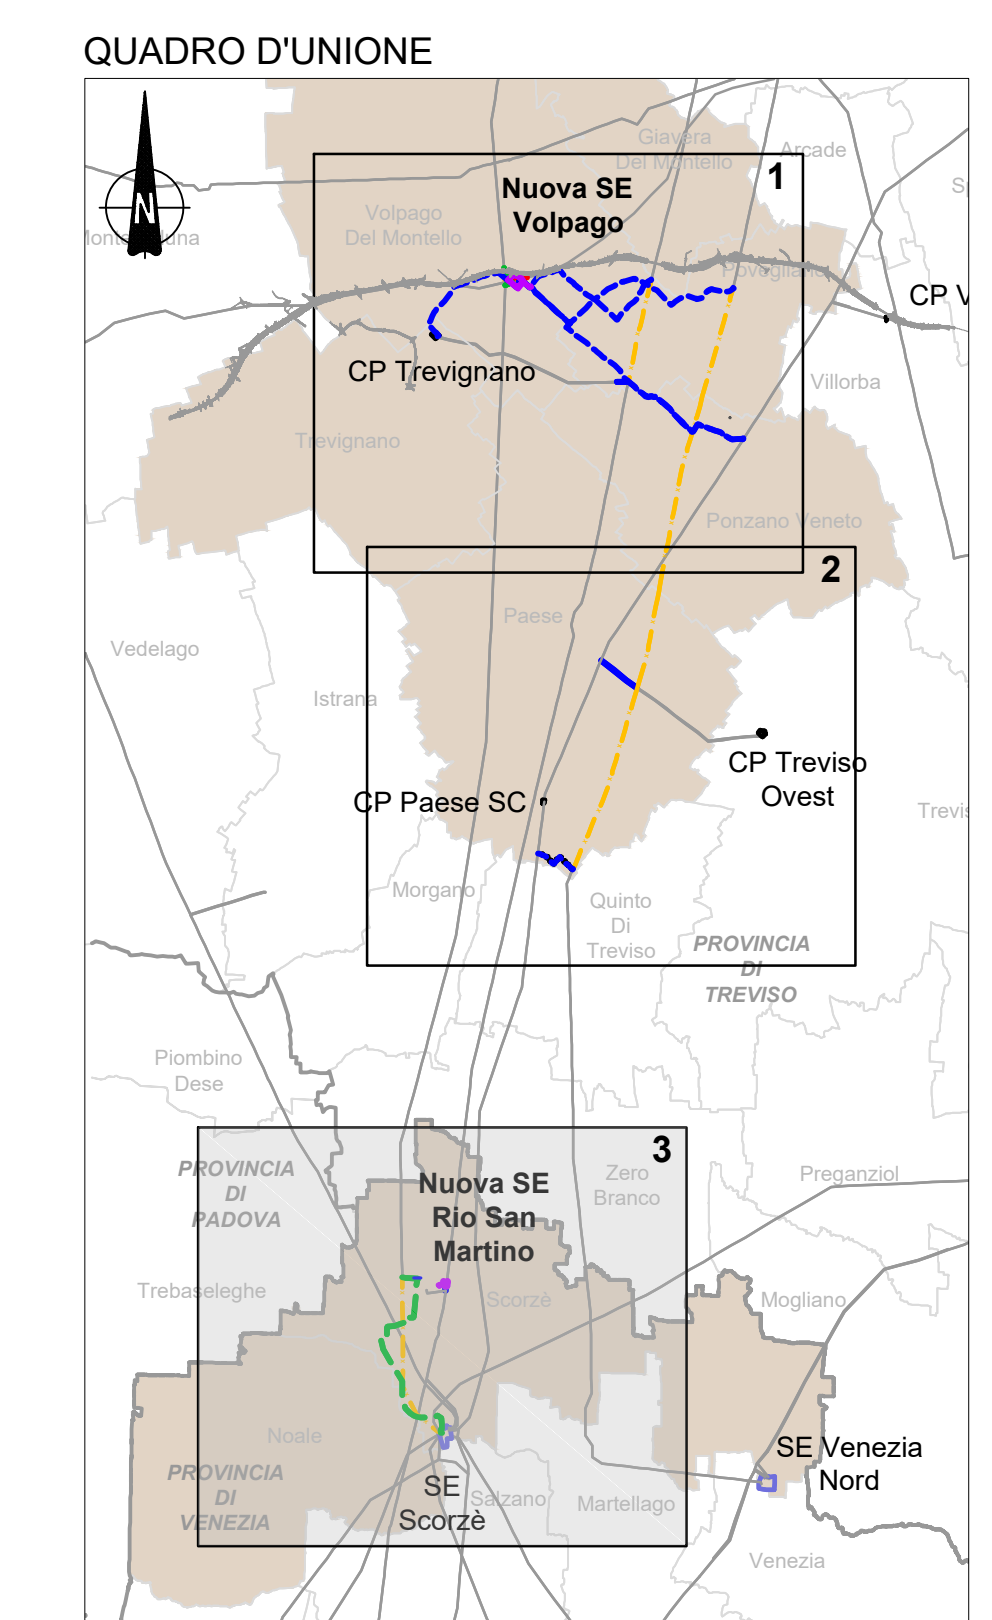 QUADRO D'UNIONE
Giavera
Del Montello
Arcade
1
Nuova SE
Volpago
Volpago
Del Montello
N
Povegliano
CP V
CP Trevignano
Villorba
Trevignano
Ponzano Veneto
2
Paese
Vedelago
Istrana
CP Treviso
Ovest
CP Paese SC
Morgano
Quinto
Di
Treviso
PROVINCIA
DI
TREVISO
Piombino
Dese
3
PROVINCIA
DI
PADOVA
Nuova SE
Rio San
Martino
Zero
Branco
Preganziol
Trebaseleghe
Scorzè
Mogliano
Noale
PROVINCIA
DI
VENEZIA
SE
Scorzè
Salzano
Martellago
SE Venezia
Nord
Venezia